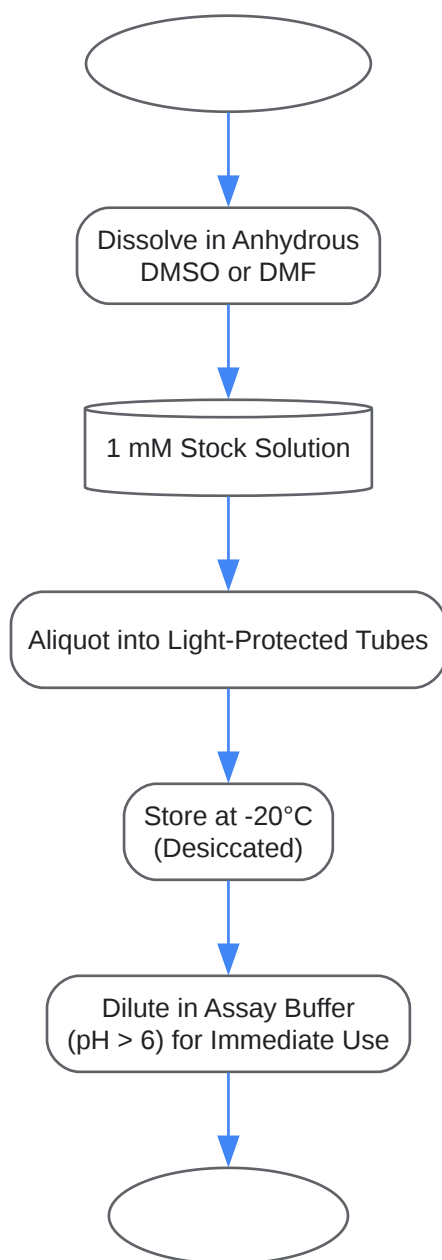 Dissolve in Anhydrous
DMSO or DMF
1 mM Stock Solution
Aliquot into Light-Protected Tubes
Store at -20°C
(Desiccated)
Dilute in Assay Buffer
(pH > 6) for Immediate Use